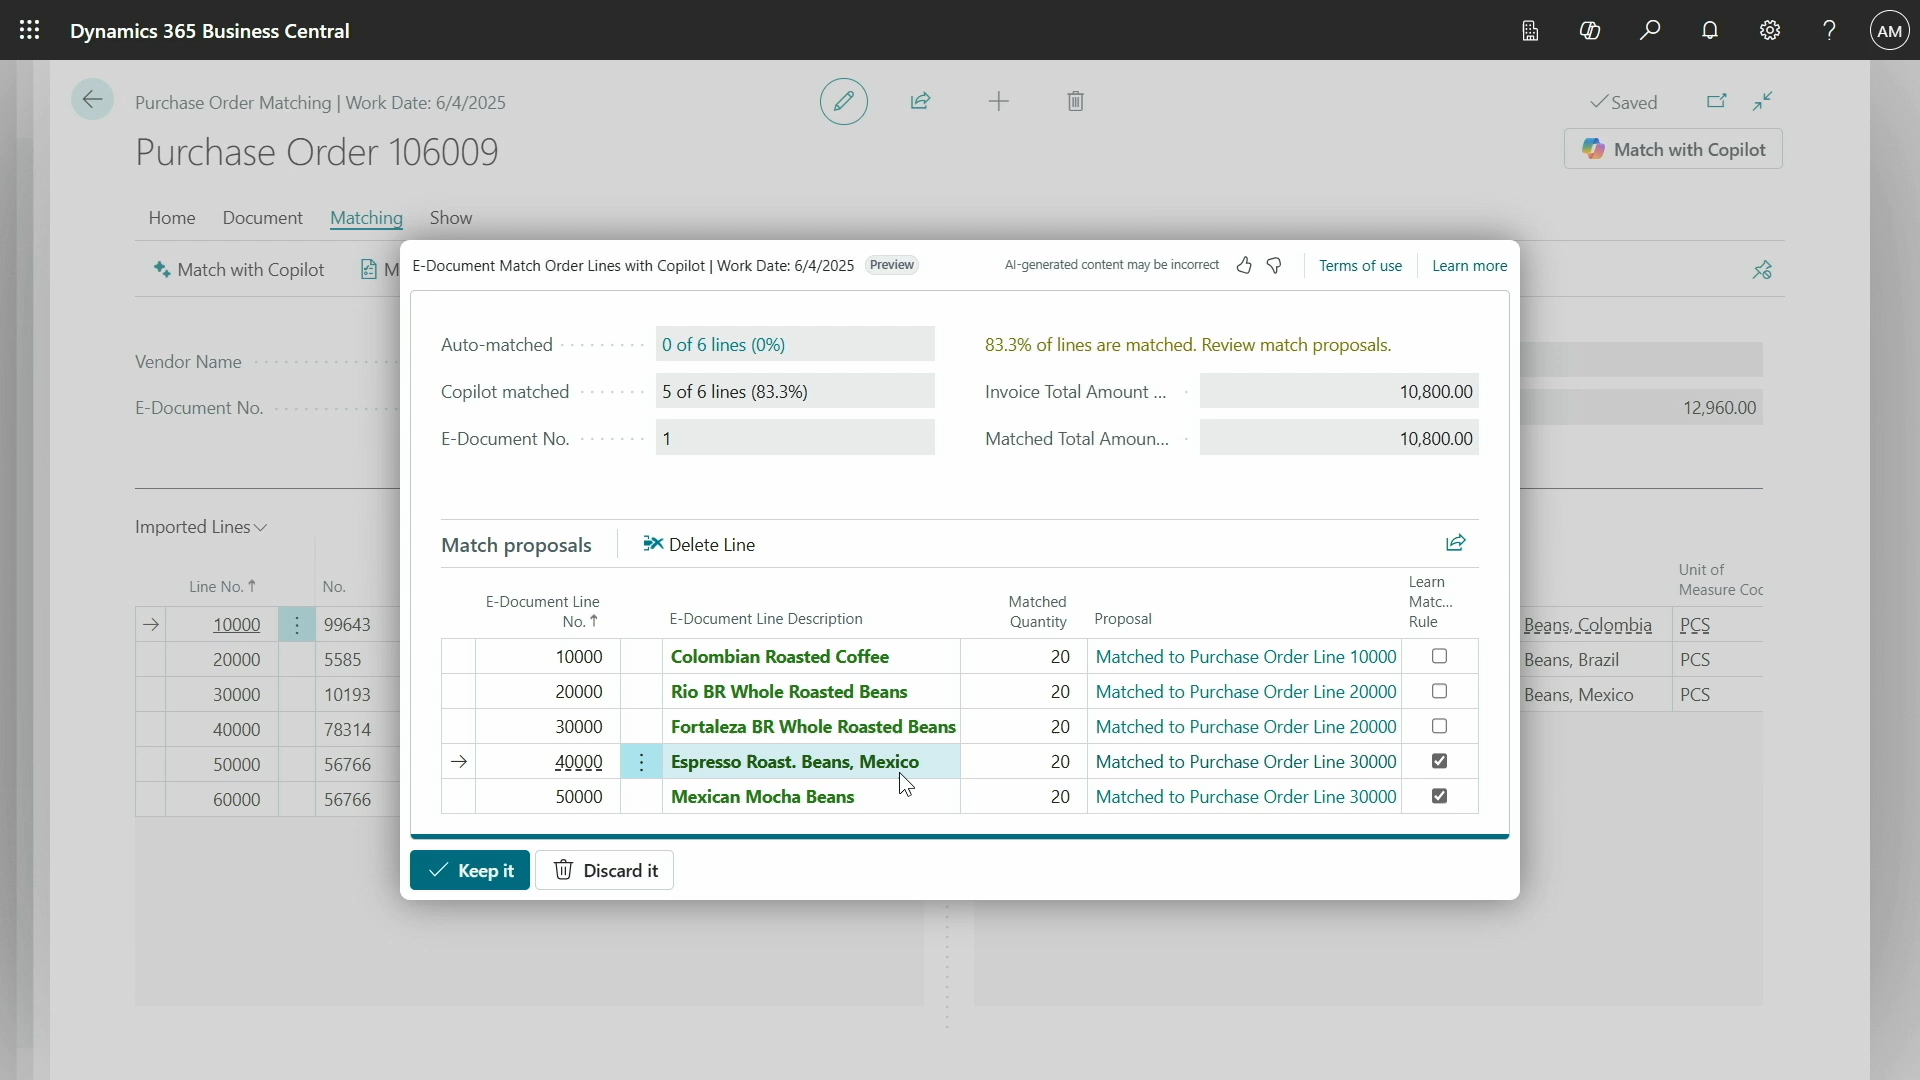 Dynamics 365 Business Central
AM
Purchase Order Matching | Work Date: 6/4/2025
Saved
Purchase Order 106009
Match with Copilot
Home Document Matching Show
Match with Copilot M
E-Document Match Order Lines with Copilot | Work Date: 6/4/2025 Preview AI-generated content may be incorrect Terms of use Learn more
Vendor Name
E-Document No. 12,960.00
Auto-matched 0 of 6 lines (0%) 83.3% of lines are matched. Review match proposals.
Copilot matched 5 of 6 lines (83.3%) Invoice Total Amount ... 10,800.00
E-Document No. 1 Matched Total Amoun... 10,800.00
Imported Lines
Match proposals Delete Line
Line No. ↑ No.
Unit of
Measure Coc
E-Document Line
No. ↑
E-Document Line Description
Matched
Quantity
Proposal
Learn
Matc...
Rule
10000 99643
20000 5585
30000 10193
40000 78314
50000 56766
60000 56766
10000 Colombian Roasted Coffee 20 Matched to Purchase Order Line 10000
20000 Rio BR Whole Roasted Beans 20 Matched to Purchase Order Line 20000
30000 Fortaleza BR Whole Roasted Beans 20 Matched to Purchase Order Line 20000
40000 Espresso Roast. Beans, Mexico 20 Matched to Purchase Order Line 30000
50000 Mexican Mocha Beans 20 Matched to Purchase Order Line 30000
Beans, Colombia PCS
Beans, Brazil PCS
Beans, Mexico PCS
Keep it Discard it